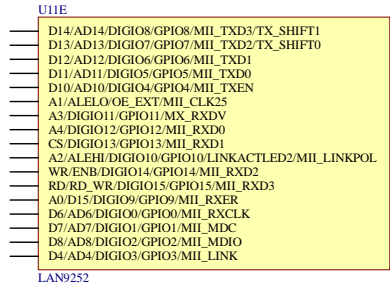 U11E
D14/AD14/DIGIO8/GPIO8/MII_TXD3/TX_SHIFT1
D13/AD13/DIGIO7/GPIO7/MII_TXD2/TX_SHIFT0
D12/AD12/DIGIO6/GPIO6/MII_TXD1
D11/AD11/DIGIO5/GPIO5/MII_TXD0
D10/AD10/DIGIO4/GPIO4/MII_TXEN
A1/ALELO/OE_EXT/MII_CLK25
A3/DIGIO11/GPIO11/MX_RXDV
A4/DIGIO12/GPIO12/MII_RXD0
CS/DIGIO13/GPIO13/MII_RXD1
A2/ALEHI/DIGIO10/GPIO10/LINKACTLED2/MII_LINKPOL
WR/ENB/DIGIO14/GPIO14/MII_RXD2
RD/RD_WR/DIGIO15/GPIO15/MII_RXD3
A0/D15/DIGIO9/GPIO9/MII_RXER
D6/AD6/DIGIO0/GPIO0/MII_RXCLK
D7/AD7/DIGIO1/GPIO1/MII_MDC
D8/AD8/DIGIO2/GPIO2/MII_MDIO
D4/AD4/DIGIO3/GPIO3/MII_LINK
LAN9252